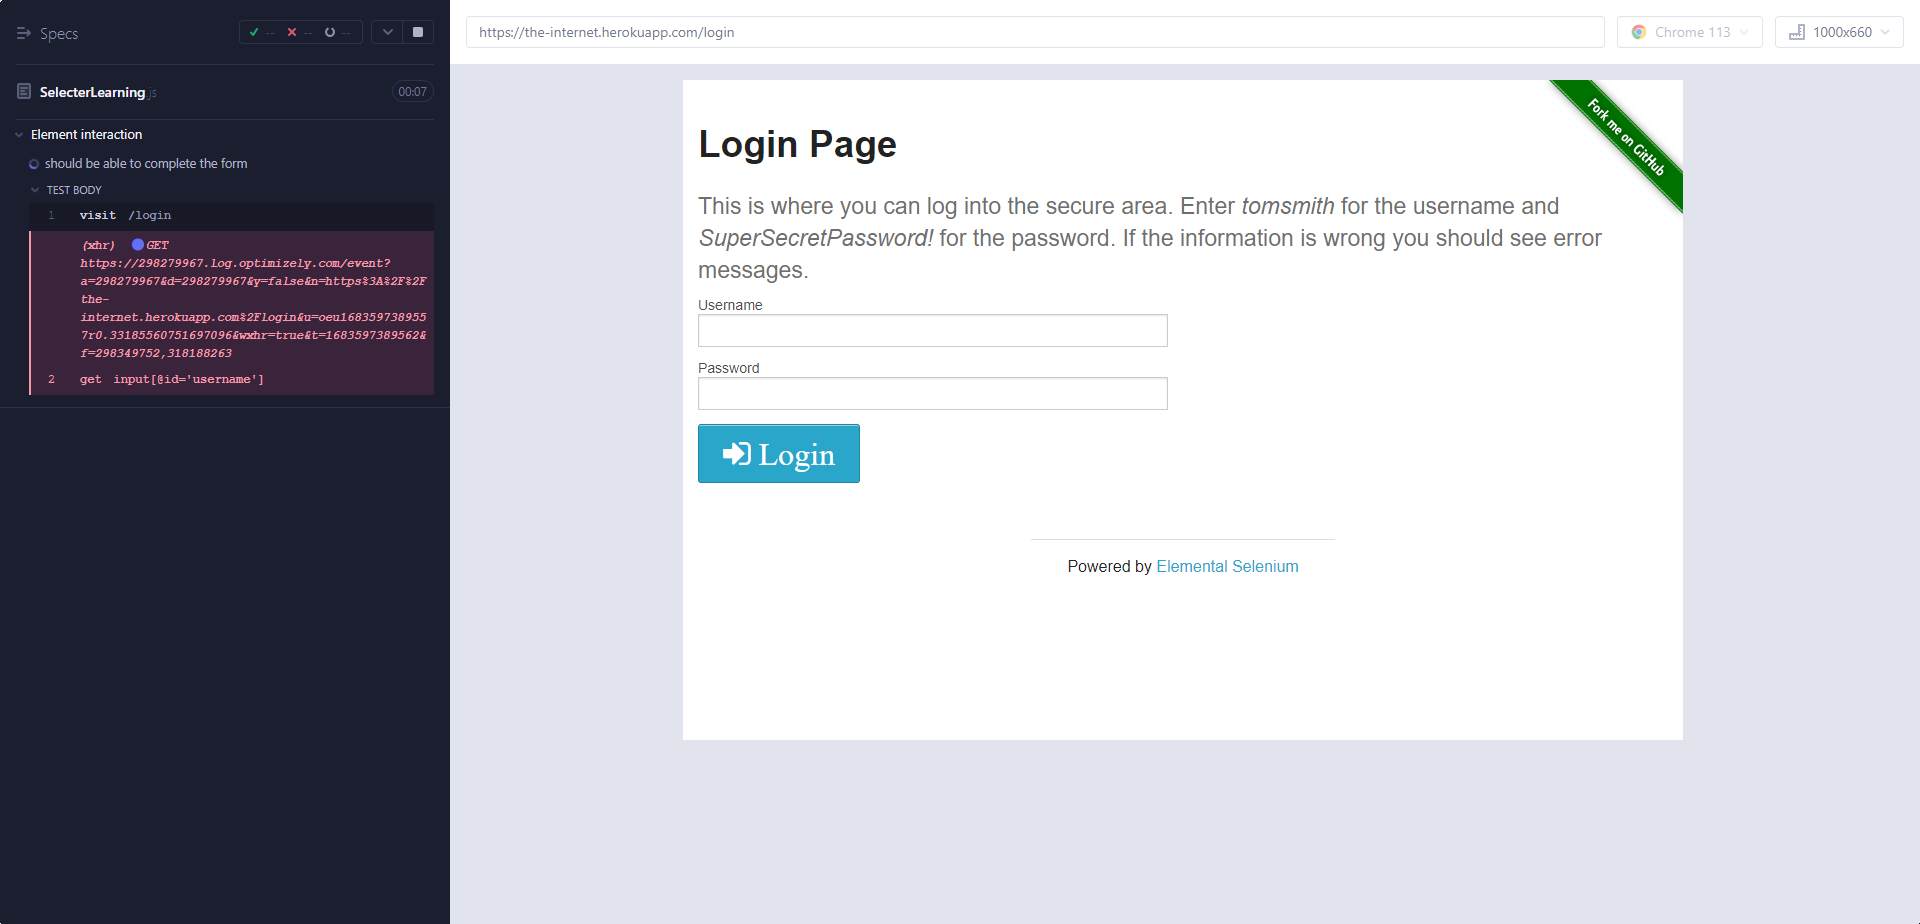 Specs
-- -- --
SelecterLearning.js
00:07
Element interaction
should be able to complete the form
TEST BODY
1 visit /login
(xhr) GET
https://298279967.log.optimizely.com/event?
a=298279967&d=298279967&y=false&n=https%3A%2F%2F
the-
internet.herokuapp.com%2Flogin&u=oeu168359738955
7r0.33185560751697096&wxhr=true&t=1683597389562&
f=298349752,318188263
2 get input[@id='username']
https://the-internet.herokuapp.com/login
Chrome 113
1000x660
Fork me on GitHub
Login Page
This is where you can log into the secure area. Enter tomsmith for the username and
SuperSecretPassword! for the password. If the information is wrong you should see error
messages.
Username
Password
Login
Powered by Elemental Selenium